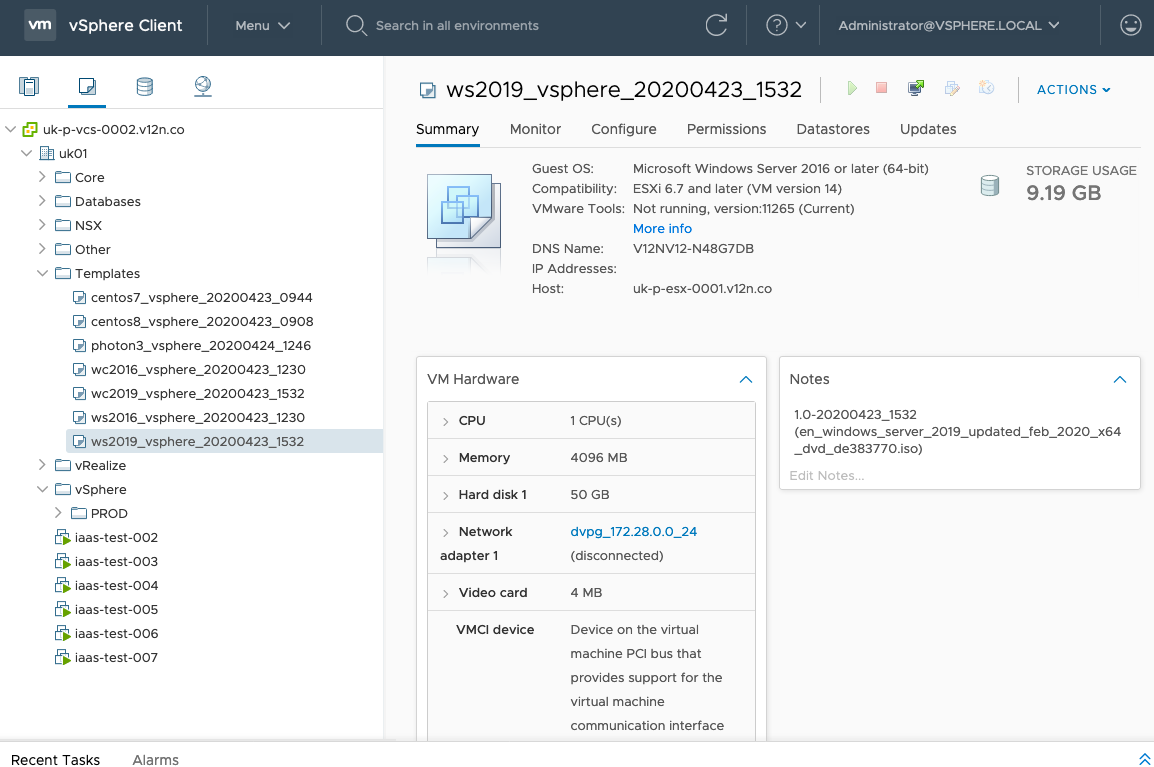 vm vSphere Client Menu Search in all environments Administrator@VSPHERE.LOCAL
uk-p-vcs-0002.v12n.co
uk01
Core
Databases
NSX
Other
Templates
centos7_vsphere_20200423_0944
centos8_vsphere_20200423_0908
photon3_vsphere_20200424_1246
wc2016_vsphere_20200423_1230
wc2019_vsphere_20200423_1532
ws2016_vsphere_20200423_1230
ws2019_vsphere_20200423_1532
vRealize
vSphere
PROD
iaas-test-002
iaas-test-003
iaas-test-004
iaas-test-005
iaas-test-006
iaas-test-007
ws2019_vsphere_20200423_1532 ACTIONS
Summary Monitor Configure Permissions Datastores Updates
Guest OS: Microsoft Windows Server 2016 or later (64-bit)
Compatibility: ESXi 6.7 and later (VM version 14)
VMware Tools: Not running, version:11265 (Current)
More info
DNS Name: V12NV12-N48G7DB
IP Addresses:
Host: uk-p-esx-0001.v12n.co
STORAGE USAGE
9.19 GB
VM Hardware
CPU 1 CPU(s)
Memory 4096 MB
Hard disk 1 50 GB
Network dvpg_172.28.0.0_24
adapter 1 (disconnected)
Video card 4 MB
VMCI device Device on the virtual
machine PCI bus that
provides support for the
virtual machine
communication interface
Notes
1.0-20200423_1532
(en_windows_server_2019_updated_feb_2020_x64
_dvd_de383770.iso)
Edit Notes...
Recent Tasks Alarms